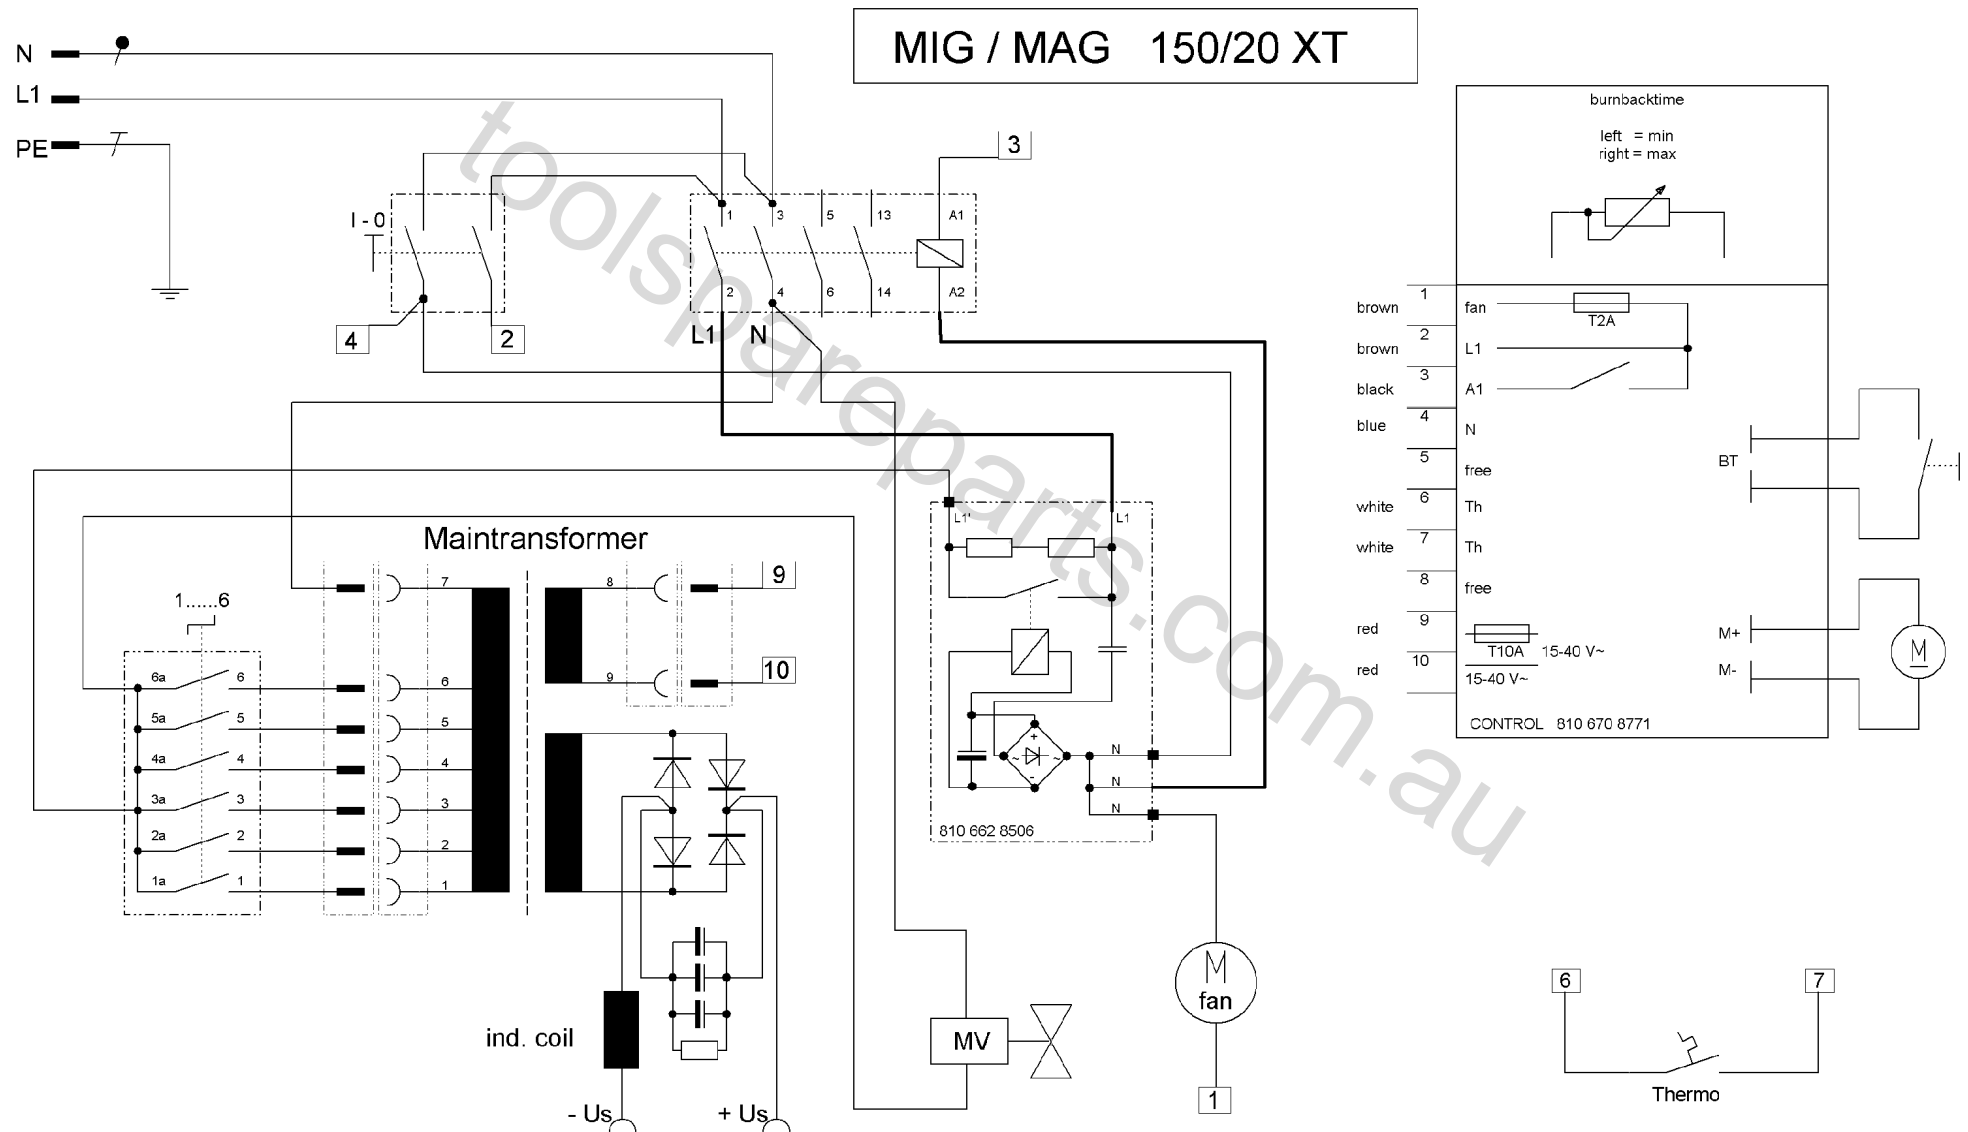 MIG / MAG 150/20 XT
N
L1
PE
burnbacktime
left = min
right = max
3
I - 0
1 3 5 13 A1
2 4 6 14 A2
4
2
L1 N
1
brown fan
T2A
2
brown L1
3
black A1
4
blue N
5
free
BT
6
white Th
7
white Th
8
free
9
red
T10A 15-40 V~
M+
10
red 15-40 V~
M-
M
CONTROL 810 670 8771
Maintransformer
L1' L1
1......6
7
8
9
9
10
6a 6 6
5a 5 5
4a 4 4
3a 3 3
2a 2 2
1a 1 1
+
~ ~
-
N
N
N
810 662 8506
M
fan
1
MV
ind. coil
- Us + Us
6 7
Thermo
toolspareparts.com.au